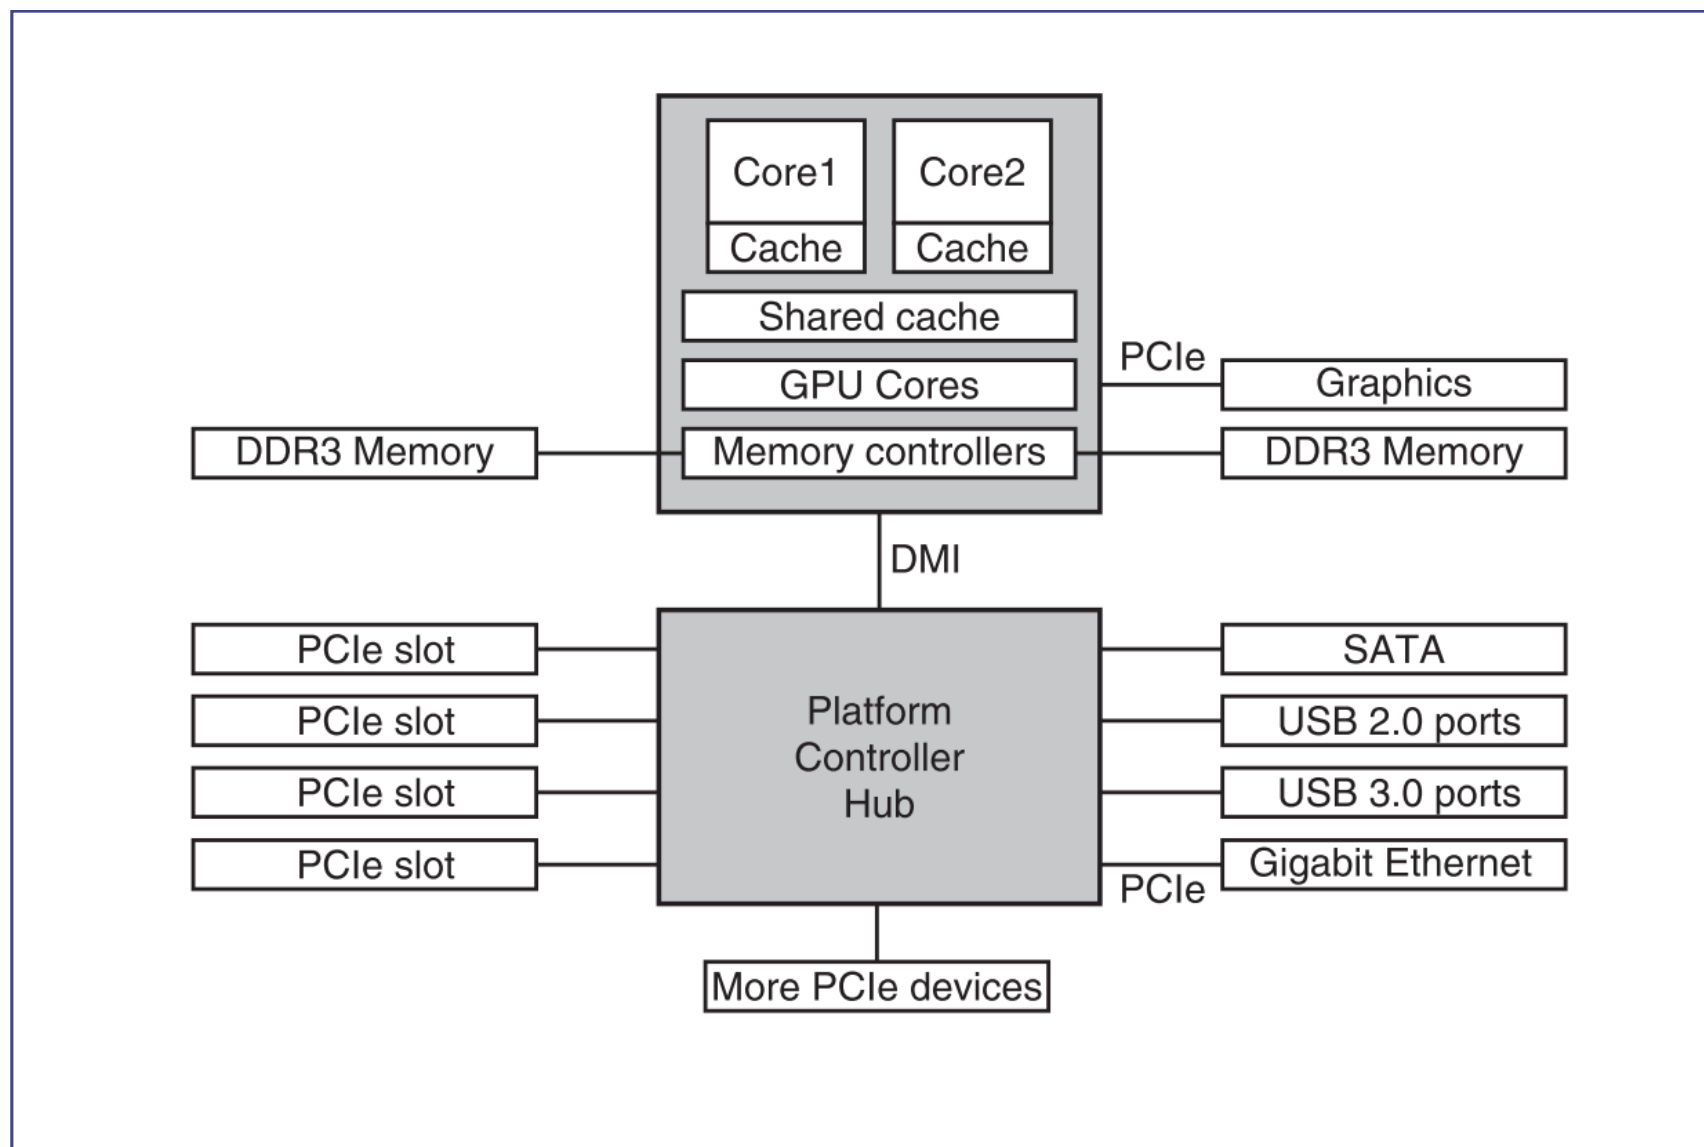 Core1
Core2
Cache
Cache
Shared cache
GPU Cores
PCIe
Graphics
DDR3 Memory
Memory controllers
DDR3 Memory
DMI
PCIe slot
PCIe slot
PCIe slot
PCIe slot
Platform
Controller
Hub
SATA
USB 2.0 ports
USB 3.0 ports
Gigabit Ethernet
PCIe
More PCIe devices